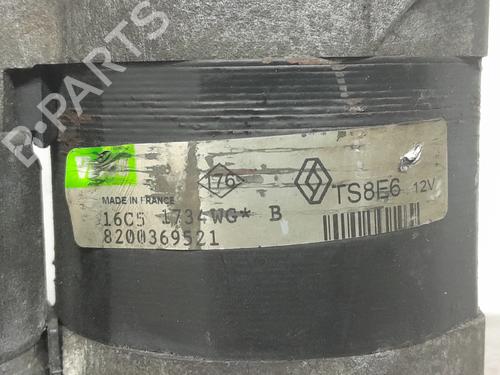 B-PARTS
176
TS8E6 12V
MADE IN FRANCE
16C5 1734WG* B
8200369521